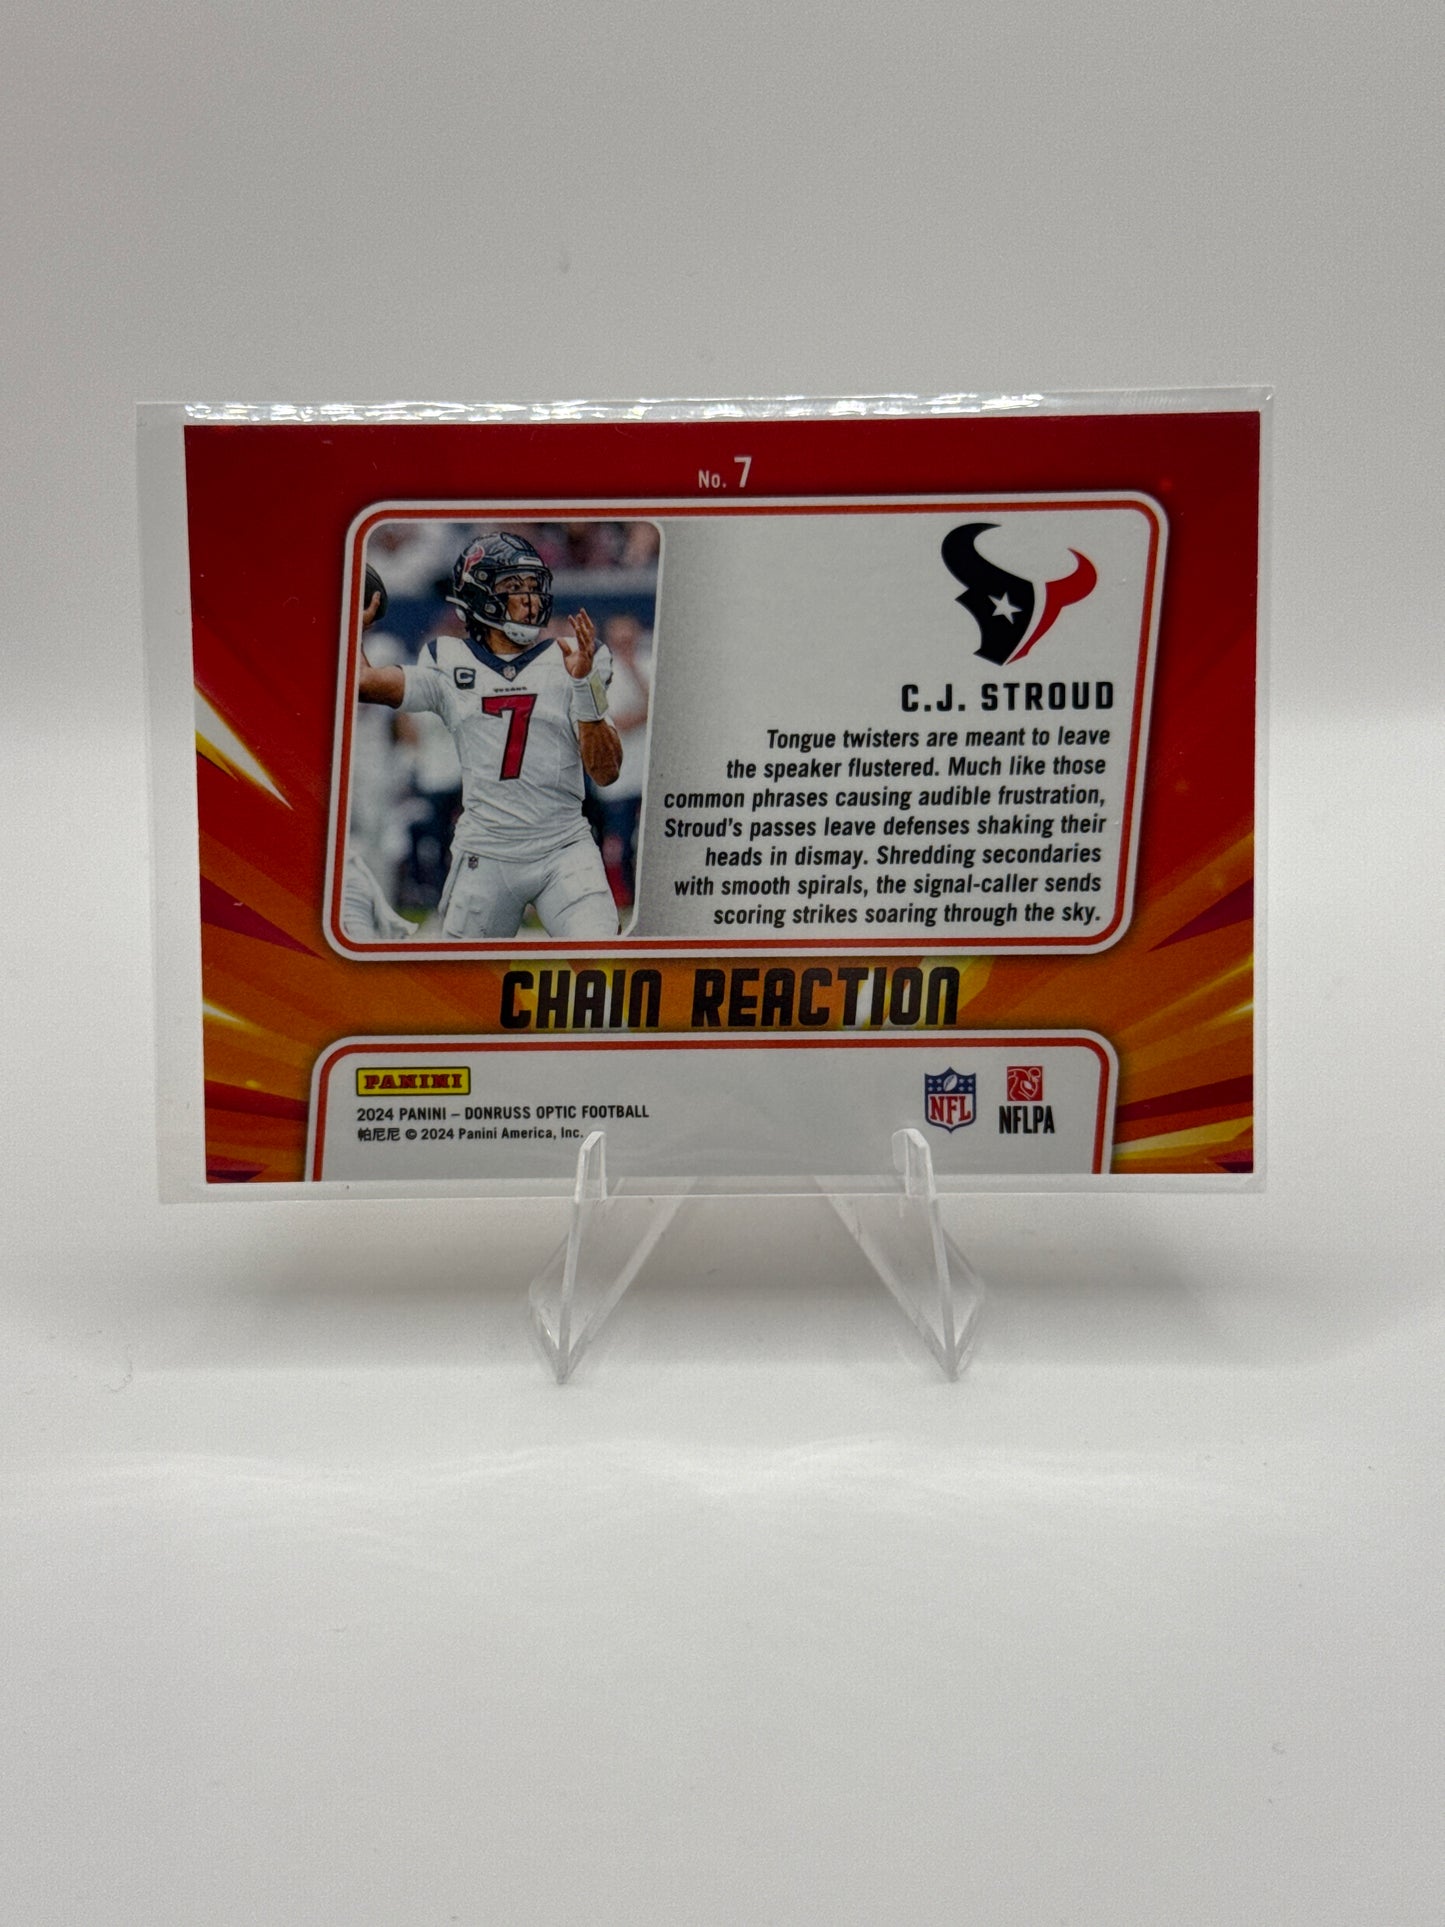 No. 7
C
TEXANS
7
C.J. STROUD
Tongue twisters are meant to leave
the speaker flustered. Much like those
common phrases causing audible frustration,
Stroud's passes leave defenses shaking their
heads in dismay. Shredding secondaries
with smooth spirals, the signal-caller sends
scoring strikes soaring through the sky.
CHAIN REACTION
PANINI
2024 PANINI – DONRUSS OPTIC FOOTBALL
帕尼尼 © 2024 Panini America, Inc.
NFL
NFLPA